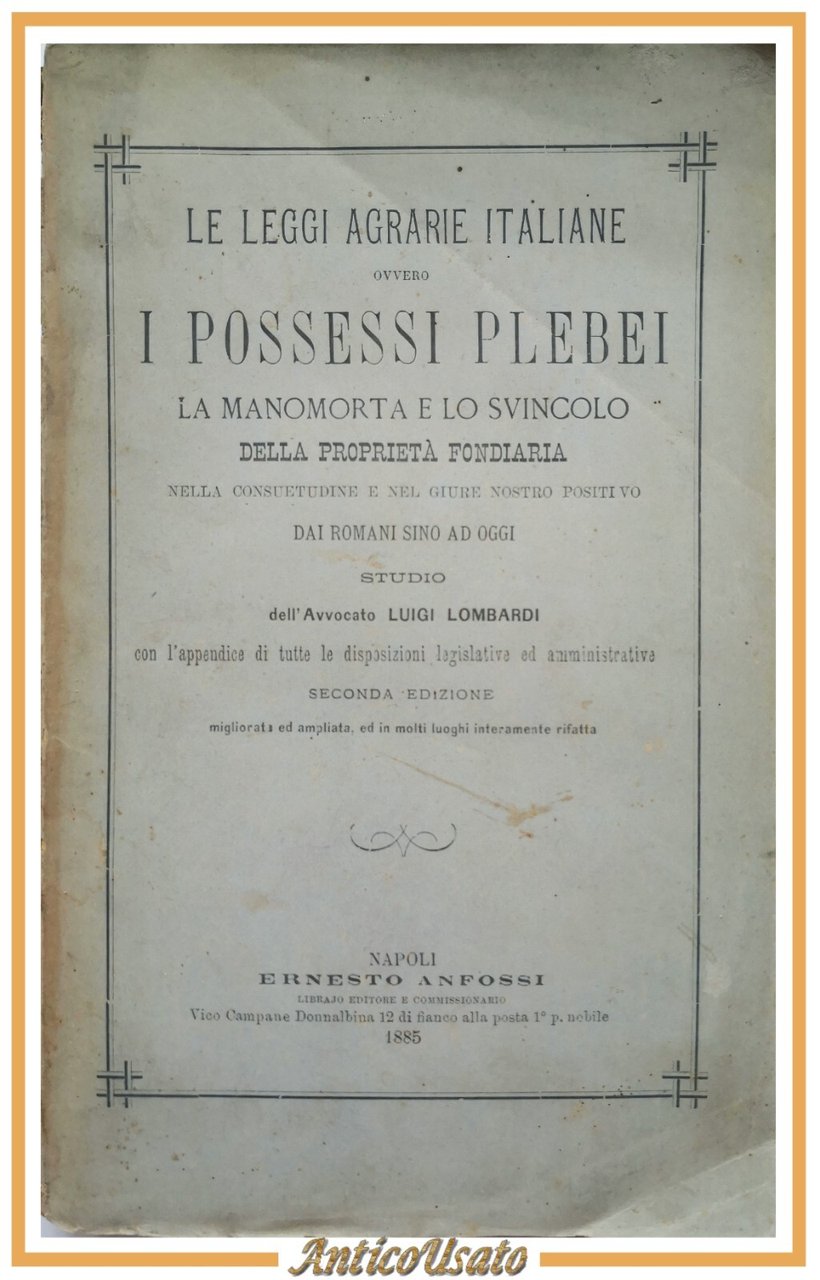 LE LEGGI AGRARIE ITALIANE
OVVERO
I POSSESSI PLEBEI
LA MANOMORTA E LO SVINCOLO
DELLA PROPRIETÀ FONDIARIA
NELLA CONSUETUDINE E NEL GIURE NOSTRO POSITIVO
DAI ROMANI SINO AD OGGI
STUDIO
dell'Avvocato LUIGI LOMBARDI
con l'appendice di tutte le disposizioni legislative ed amministrative
SECONDA EDIZIONE
migliorata ed ampliata, ed in molti luoghi interamente rifatta
NAPOLI
ERNESTO ANFOSSI
LIBRAJO EDITORE E COMMISSIONARIO
Vico Campane Donnalbina 12 di fianco alla posta 1° p. nobile
1885
AnticoUsato